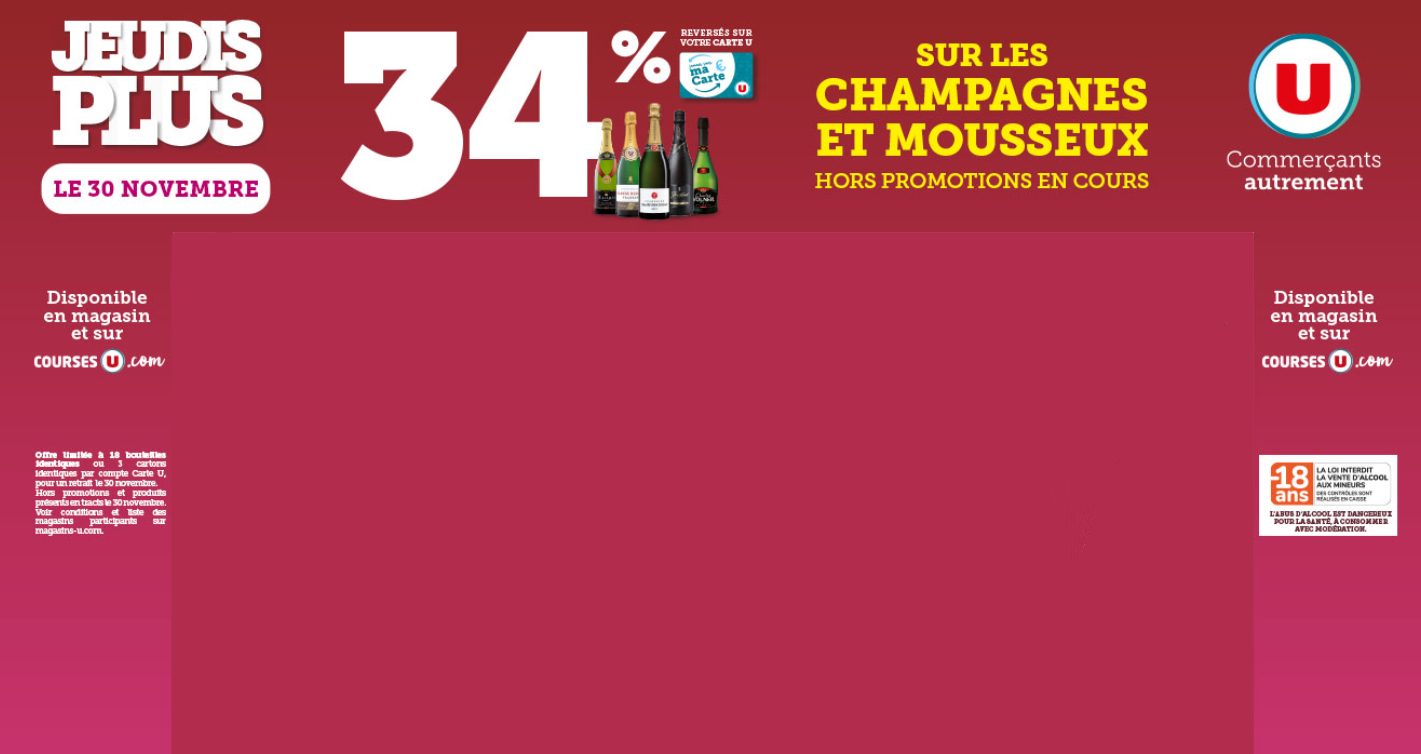 JEUDIS
PLUS
LE 30 NOVEMBRE
34%
REVERSÉS SUR
VOTRE CARTE U
ma
Carte
€
U
SUR LES
CHAMPAGNES
ET MOUSSEUX
HORS PROMOTIONS EN COURS
U
Commerçants
autrement
Disponible
en magasin
et sur
COURSES U .com
Offre limitée à 18 bouteilles
identiques ou 3 cartons
identiques par compte Carte U,
pour un retrait le 30 novembre.
Hors promotions et produits
présents en tracts le 30 novembre.
Voir conditions et liste des
magasins participants sur
magasins-u.com.
Disponible
en magasin
et sur
COURSES U .com
-18
ans
LA LOI INTERDIT
LA VENTE D'ALCOOL
AUX MINEURS
DES CONTRÔLES SONT
RÉALISÉS EN CAISSE
L'ABUS D'ALCOOL EST DANGEREUX
POUR LA SANTÉ, À CONSOMMER
AVEC MODÉRATION.